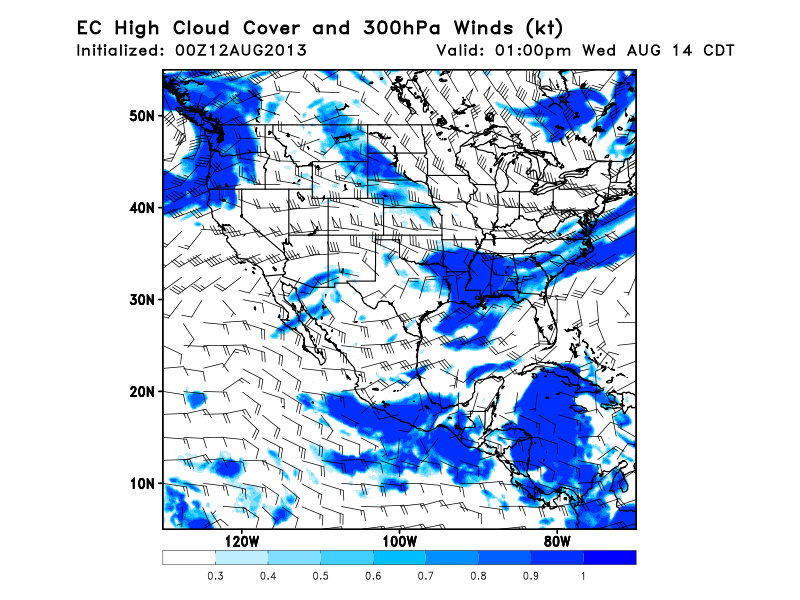 EC High Cloud Cover and 300hPa Winds (kt)
Initialized: 00Z12AUG2013 Valid: 01:00pm Wed AUG 14 CDT
50N
40N
30N
20N
10N
120W 100W 80W
0.3 0.4 0.5 0.6 0.7 0.8 0.9 1